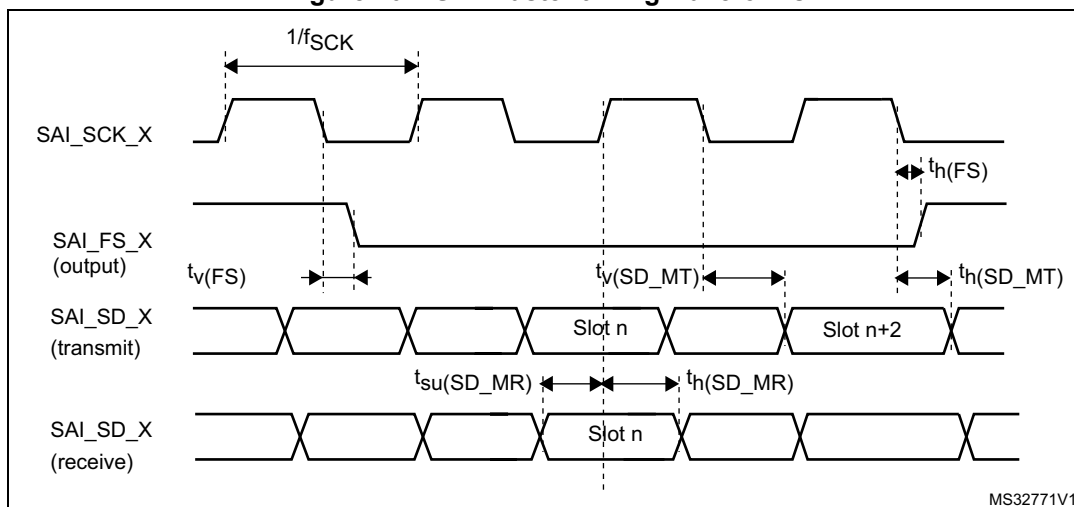 1/fSCK
SAI_SCK_X
th(FS)
SAI_FS_X
(output)
tv(FS)
tv(SD_MT)
th(SD_MT)
SAI_SD_X
(transmit)
Slot n
Slot n+2
tsu(SD_MR)
th(SD_MR)
SAI_SD_X
(receive)
Slot n
MS32771V1